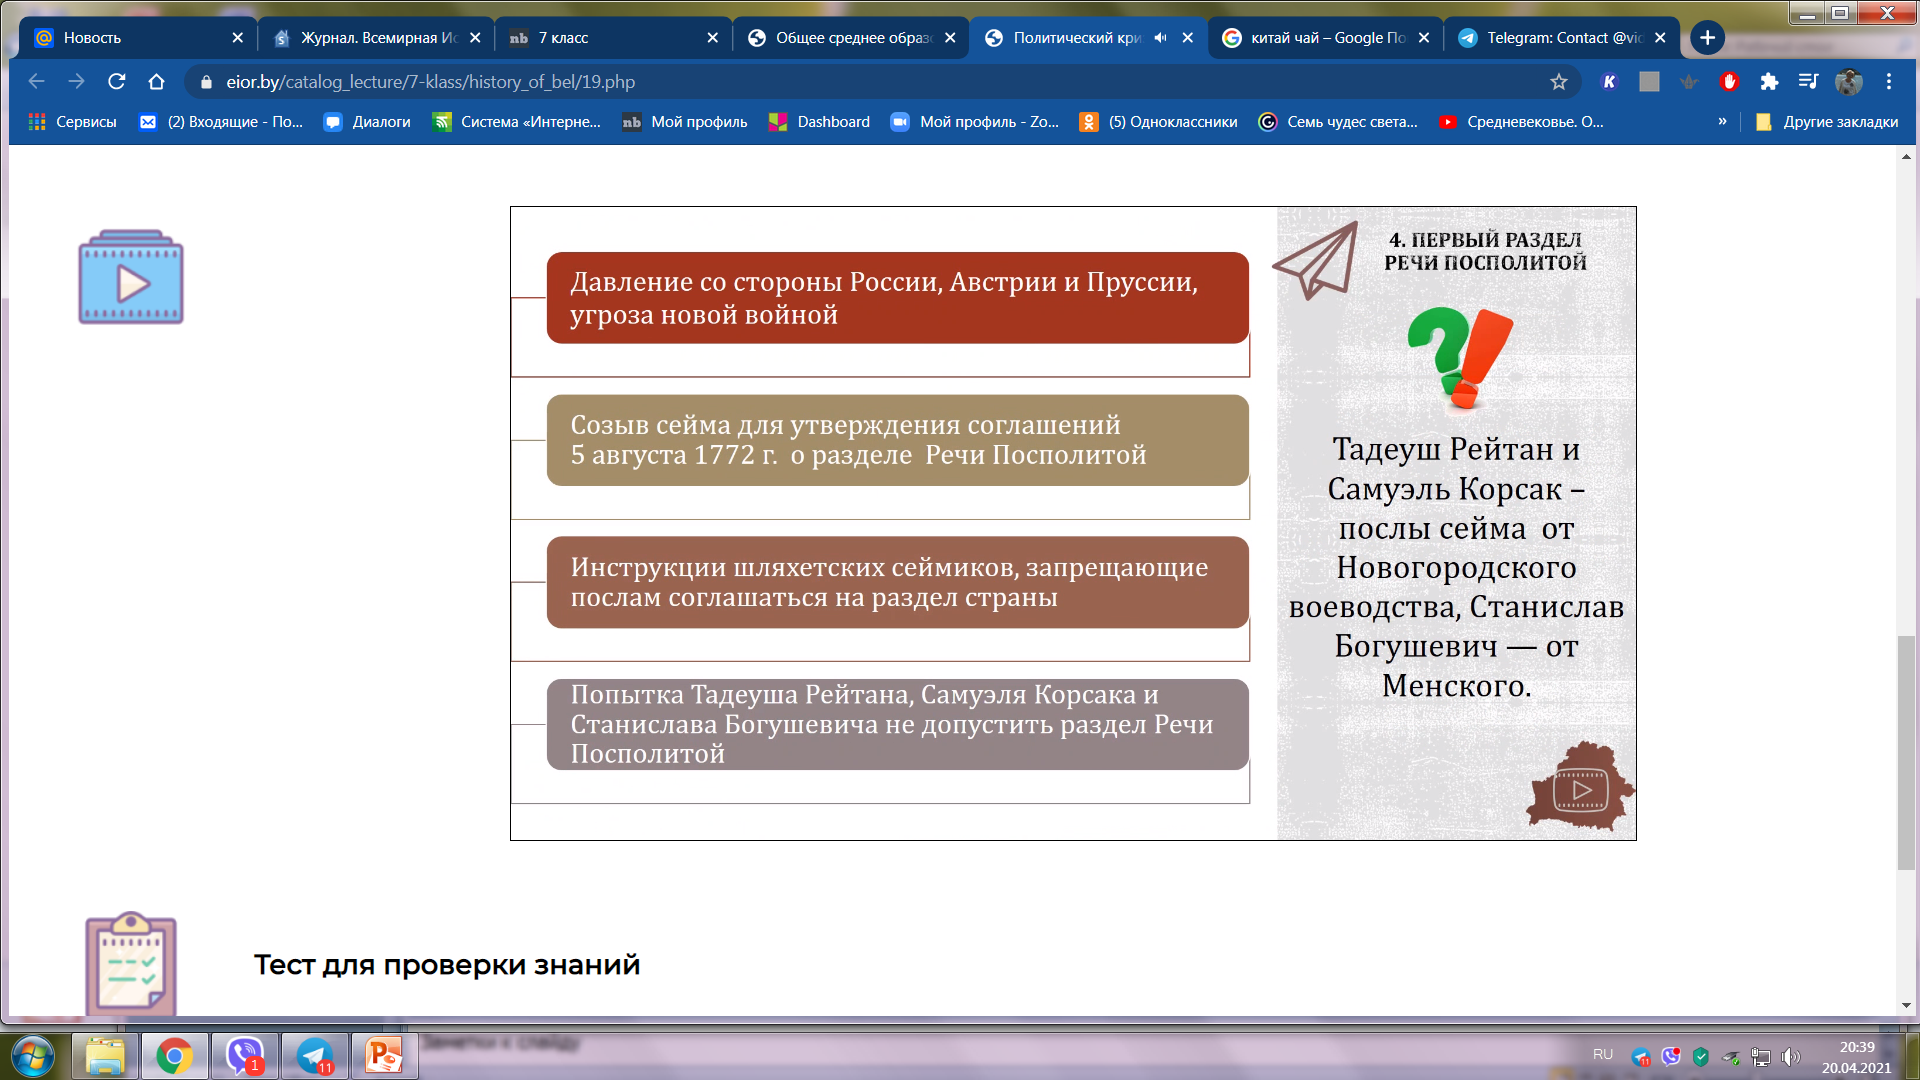 Новость
Журнал. Всемирная Ис
7 класс
Общее среднее образо
Политический кри
китай чай – Google По
Telegram: Contact @vid
eior.by/catalog_lecture/7-klass/history_of_bel/19.php
Сервисы
(2) Входящие - По...
Диалоги
Система «Интерне...
Мой профиль
Dashboard
Мой профиль - Zo...
(5) Одноклассники
Семь чудес света...
Средневековье. О...
»
Другие закладки
Давление со стороны России, Австрии и Пруссии,
угроза новой войной
Созыв сейма для утверждения соглашений
5 августа 1772 г. о разделе Речи Посполитой
Инструкции шляхетских сеймиков, запрещающие
послам соглашаться на раздел страны
Попытка Тадеуша Рейтана, Самуэля Корсака и
Станислава Богушевича не допустить раздел Речи
Посполитой
4. ПЕРВЫЙ РАЗДЕЛ
РЕЧИ ПОСПОЛИТОЙ
Тадеуш Рейтан и
Самуэль Корсак –
послы сейма от
Новогородского
воеводства, Станислав
Богушевич — от
Менского.
Тест для проверки знаний
Заметки к слайду
RU
20:39
20.04.2021